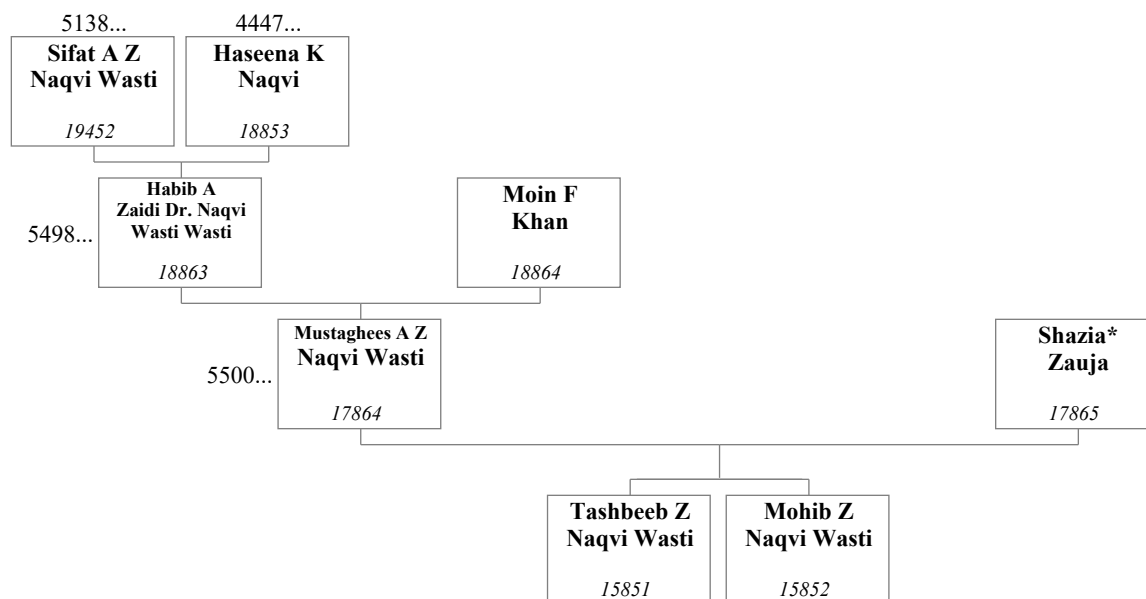 5138...
4447...
Sifat A Z
Naqvi Wasti
19452
Haseena K
Naqvi
18853
5498...
Habib A
Zaidi Dr. Naqvi
Wasti Wasti
18863
Moin F
Khan
18864
5500...
Mustaghees A Z
Naqvi Wasti
17864
Shazia*
Zauja
17865
Tashbeeb Z
Naqvi Wasti
15851
Mohib Z
Naqvi Wasti
15852